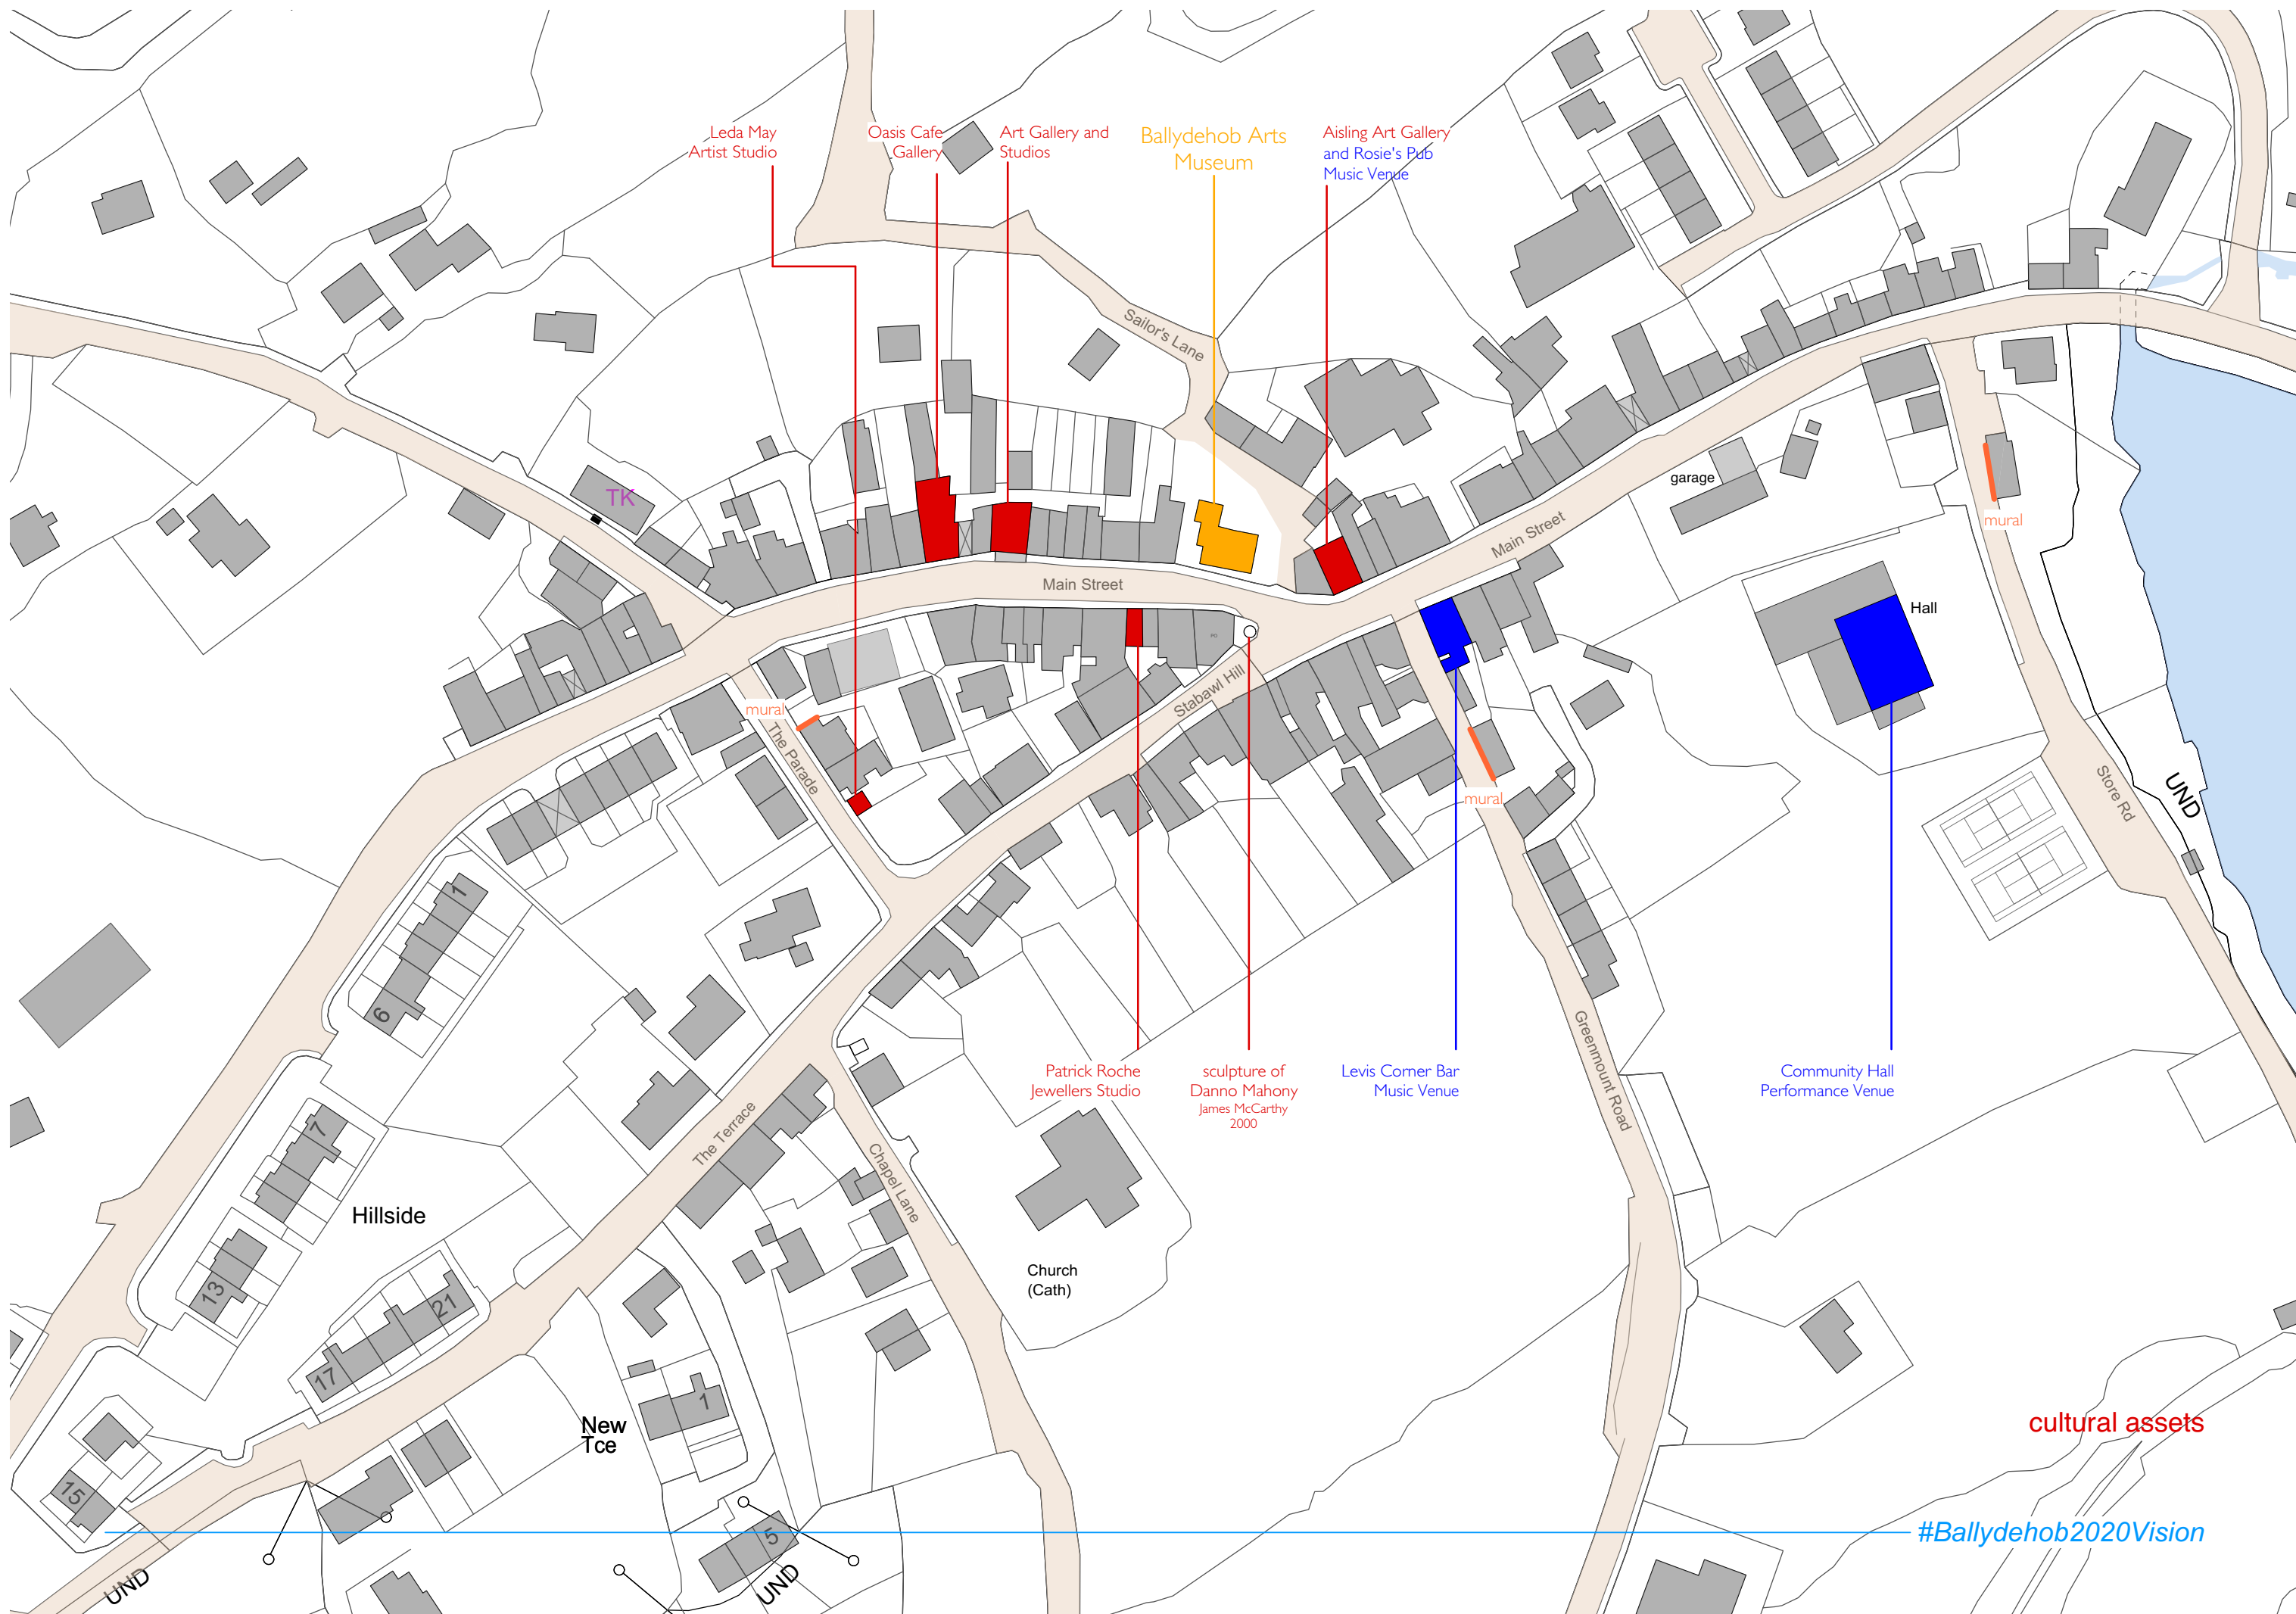 Leda May
Artist Studio
Oasis Cafe
Gallery
Art Gallery and
Studios
Ballydehob Arts
Museum
Aisling Art Gallery
and Rosie's Pub
Music Venue
Sailor's Lane
TK
garage
mural
Main Street
Main Street
Hall
PO
Stabawl Hill
mural
The Parade
mural
Store Rd
UND
1
6
Greenmount Road
Patrick Roche
Jewellers Studio
sculpture of
Danno Mahony
James McCarthy
2000
Levis Corner Bar
Music Venue
Community Hall
Performance Venue
The Terrace
Chapel Lane
7
Hillside
Church
(Cath)
13
21
17
1
New
Tce
cultural assets
15
5
#Ballydehob2020Vision
UND
UND